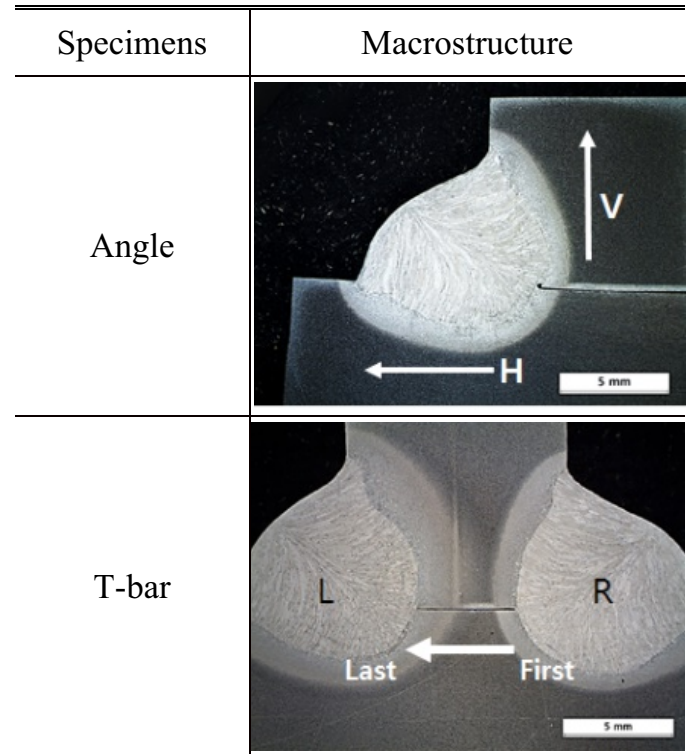 Specimens Macrostructure
Angle
V
H
5 mm
T-bar
L R
Last First
5 mm